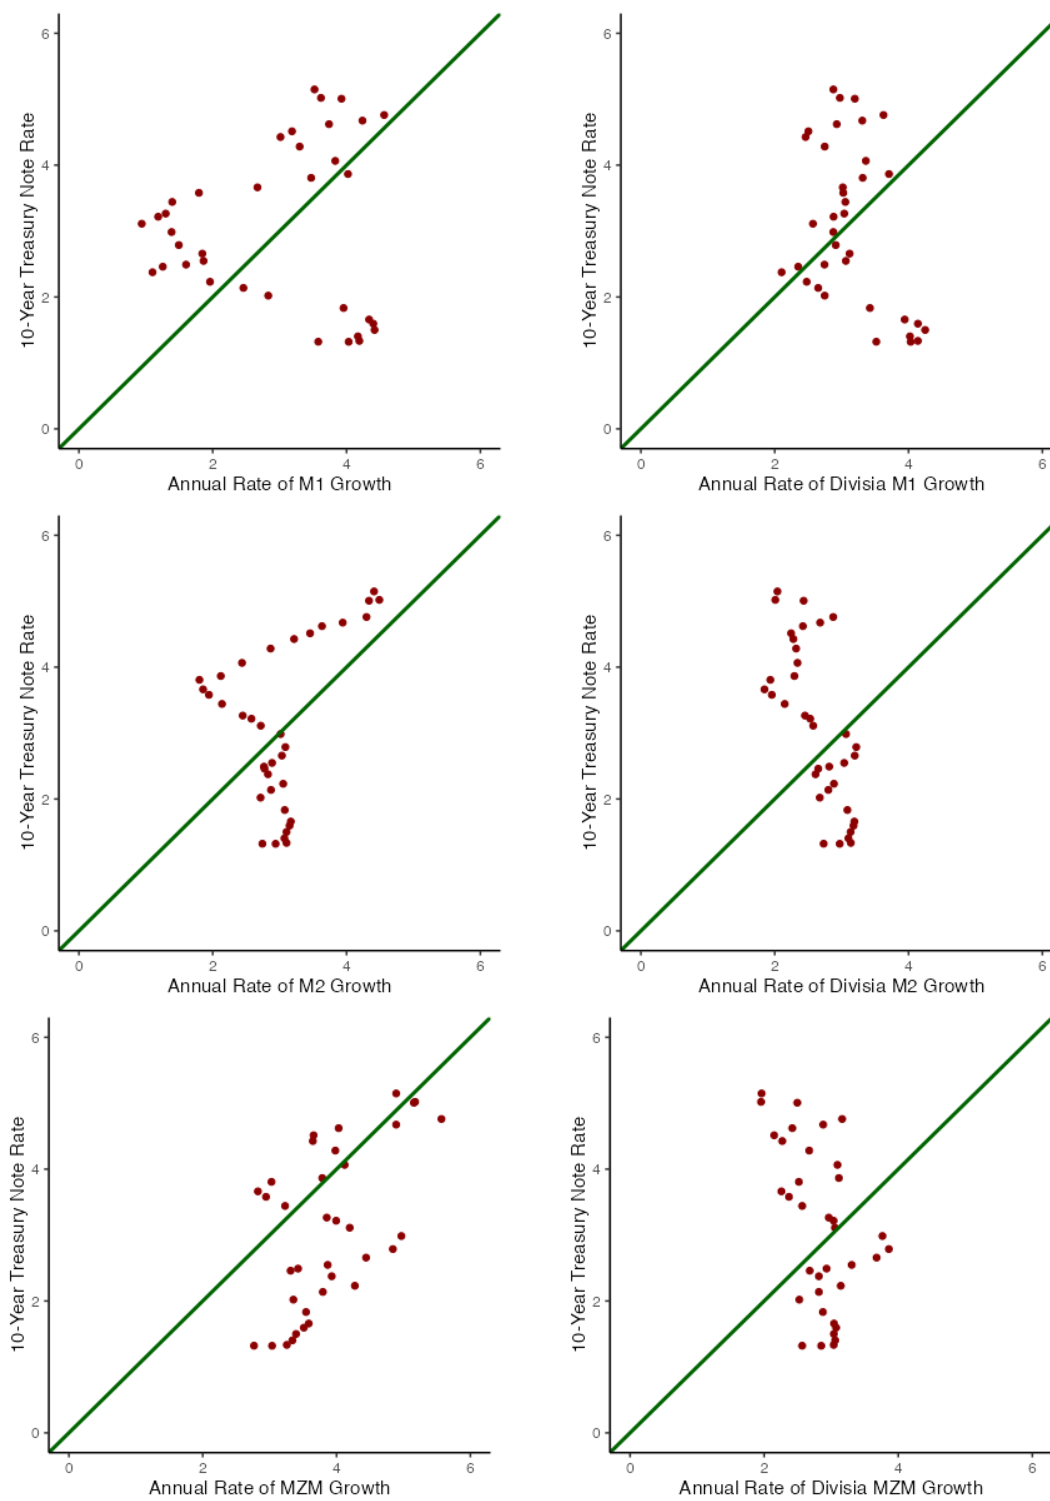 6
4
2
0
10-Year Treasury Note Rate
0 2 4 6
Annual Rate of M1 Growth
6
4
2
0
10-Year Treasury Note Rate
0 2 4 6
Annual Rate of Divisia M1 Growth
6
4
2
0
10-Year Treasury Note Rate
0 2 4 6
Annual Rate of M2 Growth
6
4
2
0
10-Year Treasury Note Rate
0 2 4 6
Annual Rate of Divisia M2 Growth
6
4
2
0
10-Year Treasury Note Rate
0 2 4 6
Annual Rate of MZM Growth
6
4
2
0
10-Year Treasury Note Rate
0 2 4 6
Annual Rate of Divisia MZM Growth